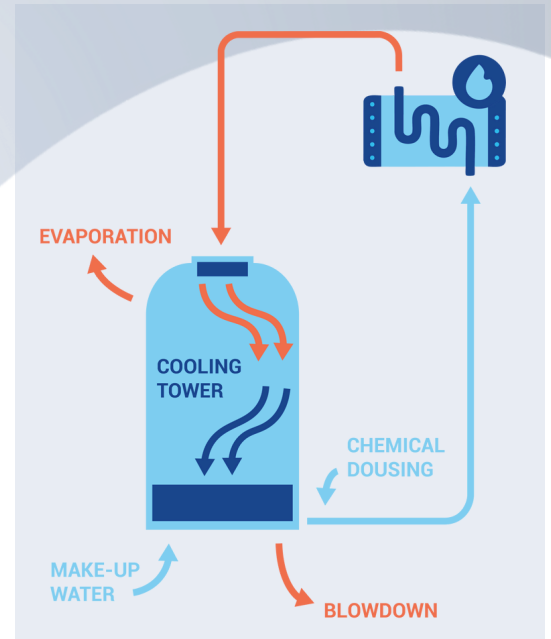 EVAPORATION
COOLING
TOWER
CHEMICAL
DOUSING
MAKE-UP
WATER
BLOWDOWN